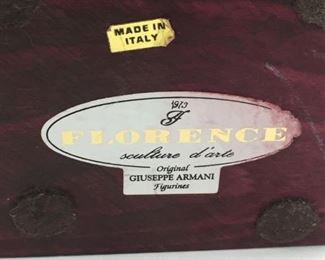 MADE IN
ITALY
1973
F
FLORENCE
sculture d'arte
Original
GIUSEPPE ARMANI
Figurines